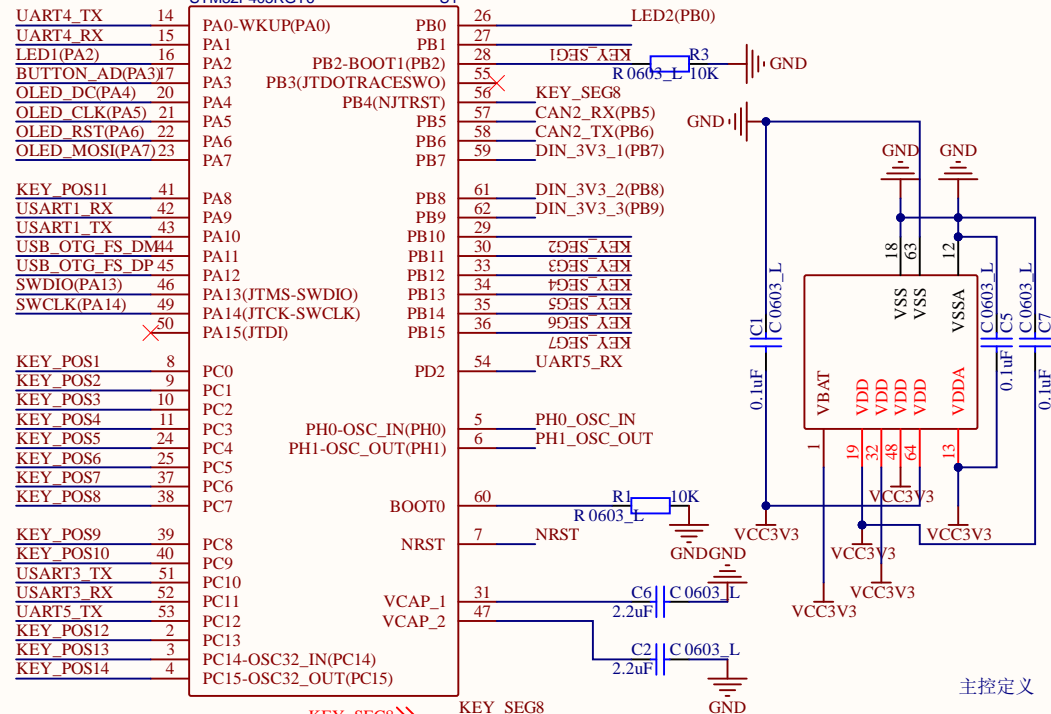 UART4_TX 14 PA0-WKUP(PA0) PB0 26 LED2(PB0)
UART4_RX 15 PA1 PB1 27 KEY_SEG1
LED1(PA2) 16 PA2 PB2-BOOT1(PB2) 28 R3 R 0603_L 10K GND
BUTTON_AD(PA3) 17 PA3 PB3(JTDOTRACESWO) 55
OLED_DC(PA4) 20 PA4 PB4(NJTRST) 56 KEY_SEG8
OLED_CLK(PA5) 21 PA5 PB5 57 CAN2_RX(PB5)
OLED_RST(PA6) 22 PA6 PB6 58 CAN2_TX(PB6)
OLED_MOSI(PA7) 23 PA7 PB7 59 DIN_3V3_1(PB7)
KEY_POS11 41 PA8 PB8 61 DIN_3V3_2(PB8)
USART1_RX 42 PA9 PB9 62 DIN_3V3_3(PB9)
USART1_TX 43 PA10 PB10 29 KEY_SEG2
USB_OTG_FS_DM 44 PA11 PB11 30 KEY_SEG3
USB_OTG_FS_DP 45 PA12 PB12 33 KEY_SEG4
SWDIO(PA13) 46 PA13(JTMS-SWDIO) PB13 34 KEY_SEG5
SWCLK(PA14) 49 PA14(JTCK-SWCLK) PB14 35 KEY_SEG6
50 PA15(JTDI) PB15 36 KEY_SEG7
KEY_POS1 8 PC0 PD2 54 UART5_RX
KEY_POS2 9 PC1
KEY_POS3 10 PC2
KEY_POS4 11 PC3 PH0-OSC_IN(PH0) 5 PH0_OSC_IN
KEY_POS5 24 PC4 PH1-OSC_OUT(PH1) 6 PH1_OSC_OUT
KEY_POS6 25 PC5
KEY_POS7 37 PC6
KEY_POS8 38 PC7 BOOT0 60 R1 10K
R 0603_L
KEY_POS9 39 PC8 NRST 7 NRST
KEY_POS10 40 PC9 GND GND
USART3_TX 51 PC10
USART3_RX 52 PC11 VCAP_1 31 C6 C 0603_L
2.2uF
UART5_TX 53 PC12 VCAP_2 47
KEY_POS12 2 PC13
KEY_POS13 3 PC14-OSC32_IN(PC14) C2 C 0603_L
2.2uF
KEY_POS14 4 PC15-OSC32_OUT(PC15)
GND
KEY_SEG8
GND
GND GND
18 63 12
VSS VSS VSSA
C1 C 0603_L
0.1uF
C5 C 0603_L
0.1uF
C7 C 0603_L
0.1uF
VBAT VDD VDD VDD VDD VDDA
1 19 32 48 64 13
VCC3V3
VCC3V3 VCC3V3
VCC3V3
VCC3V3
VCC3V3
主控定义